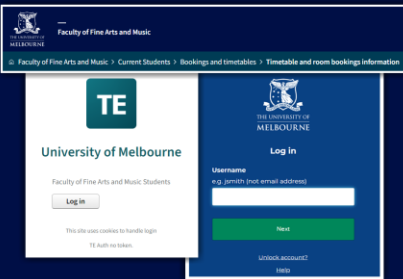 THE UNIVERSITY OF
MELBOURNE
Faculty of Fine Arts and Music
Faculty of Fine Arts and Music > Current Students > Bookings and timetables > Timetable and room bookings information
TE
University of Melbourne
Faculty of Fine Arts and Music Students
Log in
This site uses cookies to handle login
TE Auth no token.
THE UNIVERSITY OF
MELBOURNE
Log in
Username
e.g. jsmith (not email address)
Next
Unlock account?
Help